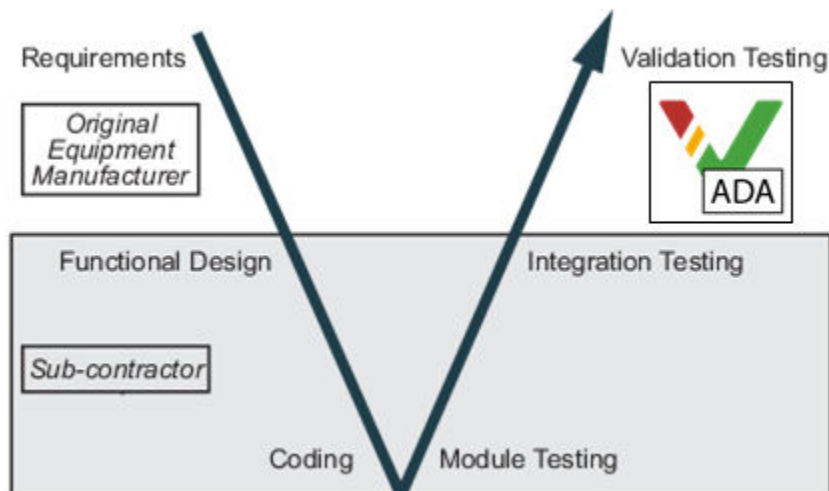 Requirements
Validation Testing
Original
Equipment
Manufacturer
ADA
Functional Design
Integration Testing
Sub-contractor
Coding
Module Testing